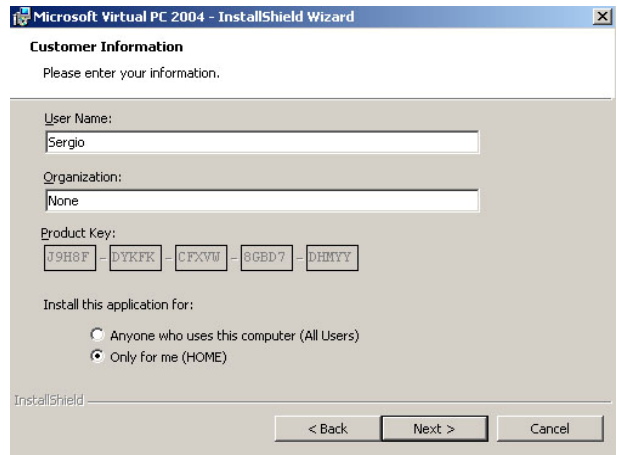 Microsoft Virtual PC 2004 - InstallShield Wizard
Customer Information
Please enter your information.
User Name:
Sergio
Organization:
None
Product Key:
J9H8F - DYKFK - CFXVW - 8GBD7 - DHMYY
Install this application for:
Anyone who uses this computer (All Users)
Only for me (HOME)
InstallShield
< Back Next > Cancel